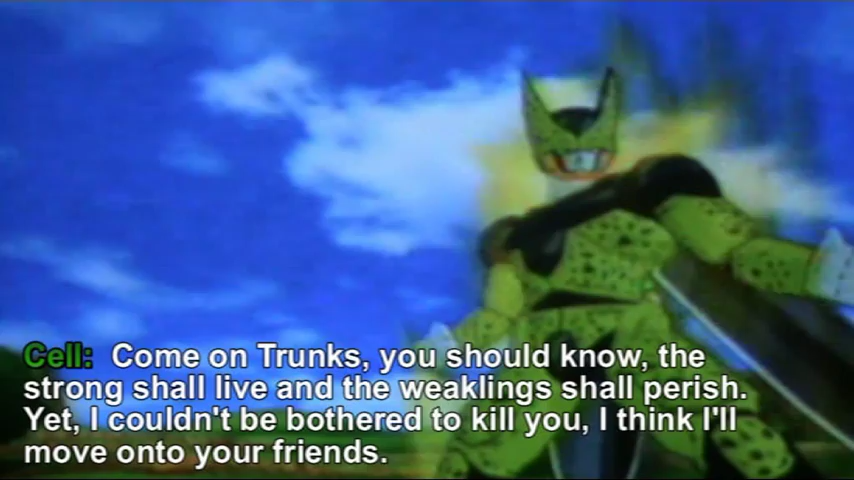 Cell: Come on Trunks, you should know, the
strong shall live and the weaklings shall perish.
Yet, I couldn't be bothered to kill you, I think I'll
move onto your friends.